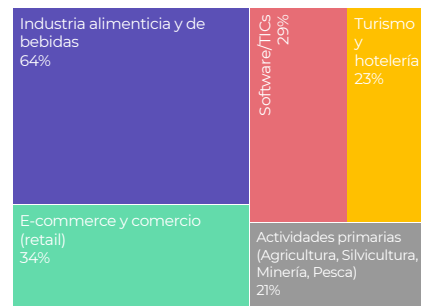 Industria alimenticia y de
bebidas
64%
E-commerce y comercio
(retail)
34%
Software/TICs
29%
Turismo
y
hotelería
23%
Actividades primarias
(Agricultura, Silvicultura,
Minería, Pesca)
21%